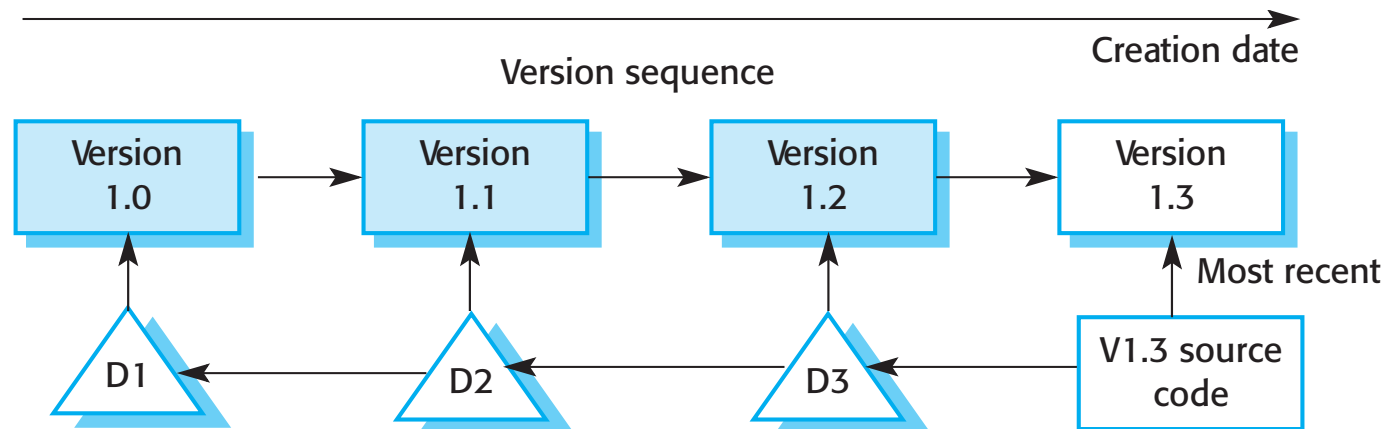 Creation date
Version sequence
Version
1.0
Version
1.1
Version
1.2
Version
1.3
Most recent
D1
D2
D3
V1.3 source
code